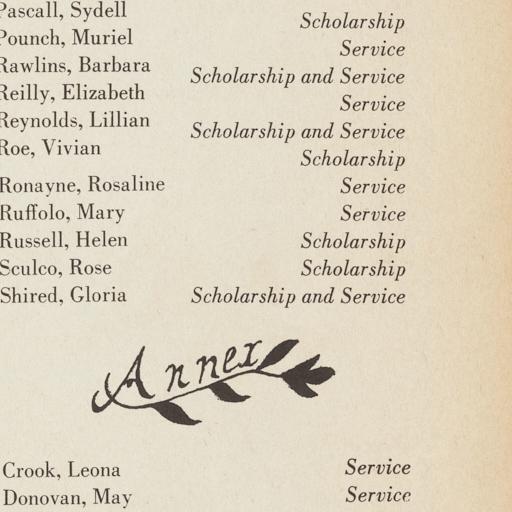 Pascall, Sydell Scholarship
Pounch, Muriel Service
Rawlins, Barbara Scholarship and Service
Reilly, Elizabeth Service
Reynolds, Lillian Scholarship and Service
Roe, Vivian Scholarship
Ronayne, Rosaline Service
Ruffolo, Mary Service
Russell, Helen Scholarship
Sculco, Rose Scholarship
Shired, Gloria Scholarship and Service
Annex
Crook, Leona Service
Donovan, May Service